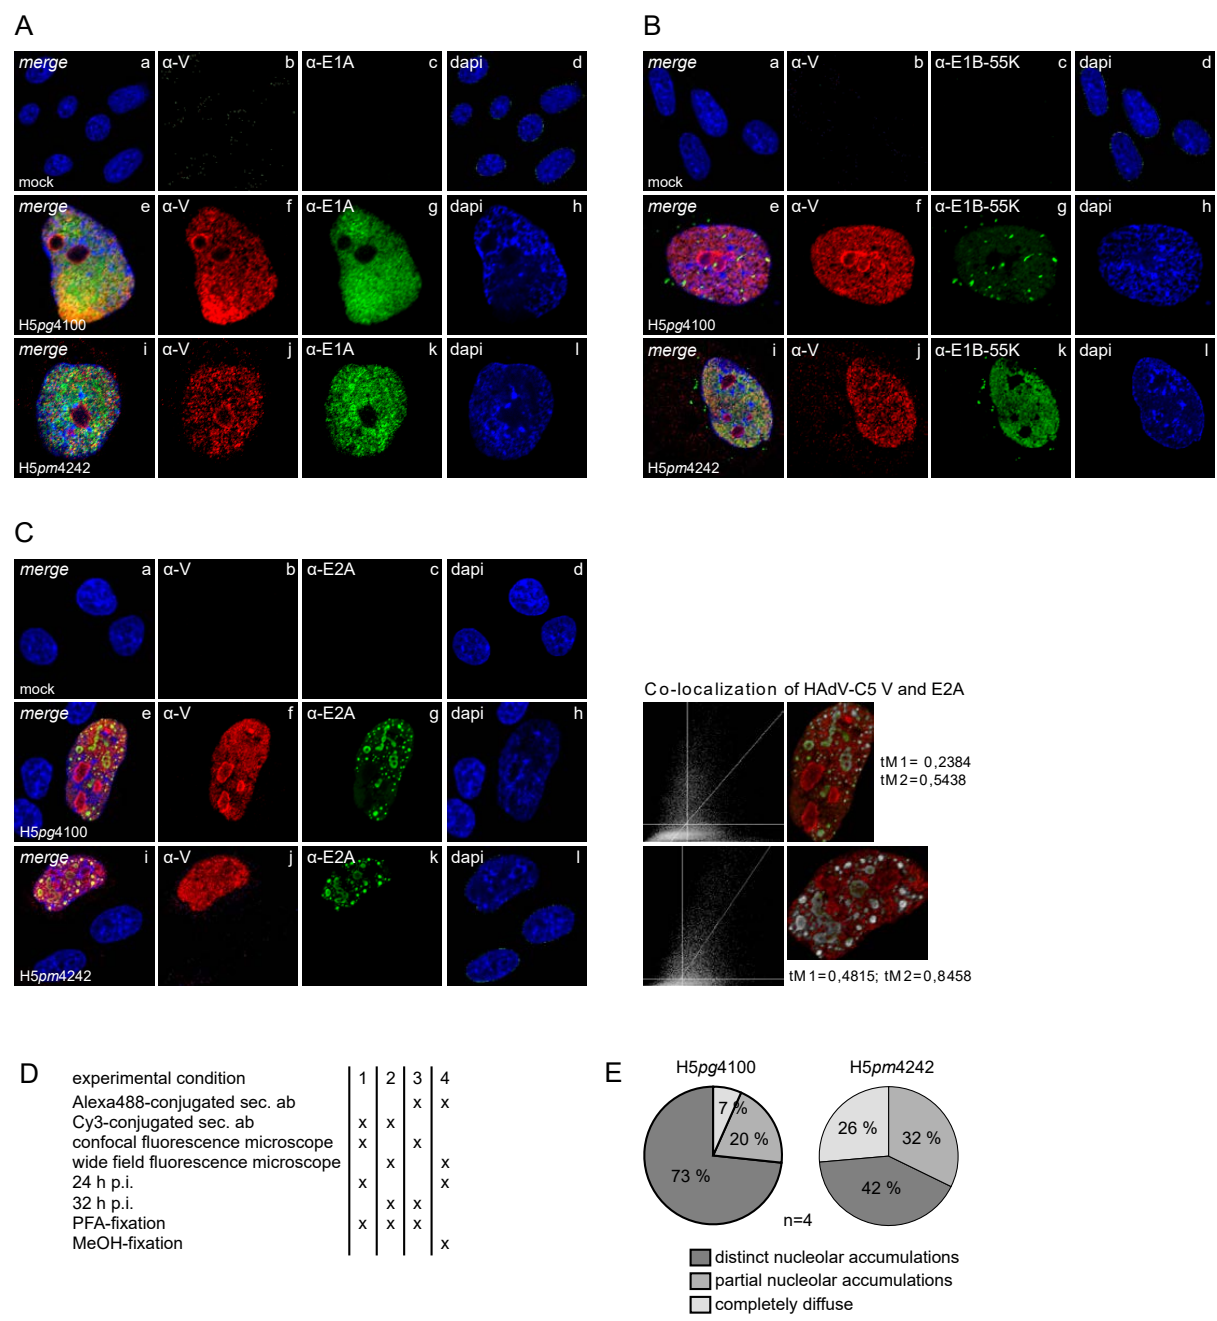 A
merge a α-V b α-E1A c dapi d
mock
merge e α-V f α-E1A g dapi h
H5pg4100
merge i α-V j α-E1A k dapi l
H5pm4242
B
merge a α-V b α-E1B-55K c dapi d
mock
merge e α-V f α-E1B-55K g dapi h
H5pg4100
merge i α-V j α-E1B-55K k dapi l
H5pm4242
C
merge a α-V b α-E2A c dapi d
mock
merge e α-V f α-E2A g dapi h
H5pg4100
merge i α-V j α-E2A k dapi l
H5pm4242
Co-localization of HAdV-C5 V and E2A
tM1= 0,2384
tM2=0,5438
tM1=0,4815; tM2=0,8458
D
experimental condition 1 2 3 4
Alexa488-conjugated sec. ab x x
Cy3-conjugated sec. ab x x
confocal fluorescence microscope x x
wide field fluorescence microscope x x
24 h p.i. x x
32 h p.i. x x
PFA-fixation x x x
MeOH-fixation x
E
H5pg4100 H5pm4242
7 %
20 %
73 %
26 %
32 %
42 %
n=4
distinct nucleolar accumulations
partial nucleolar accumulations
completely diffuse